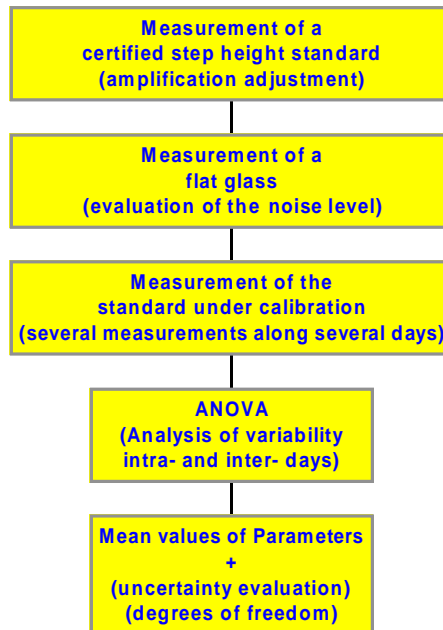 Measurement of a
certified step height standard
(amplification adjustment)
Measurement of a
flat glass
(evaluation of the noise level)
Measurement of the
standard under calibration
(several measurements along several days)
ANOVA
(Analysis of variability
intra- and inter- days)
Mean values of Parameters
+
(uncertainty evaluation)
(degrees of freedom)